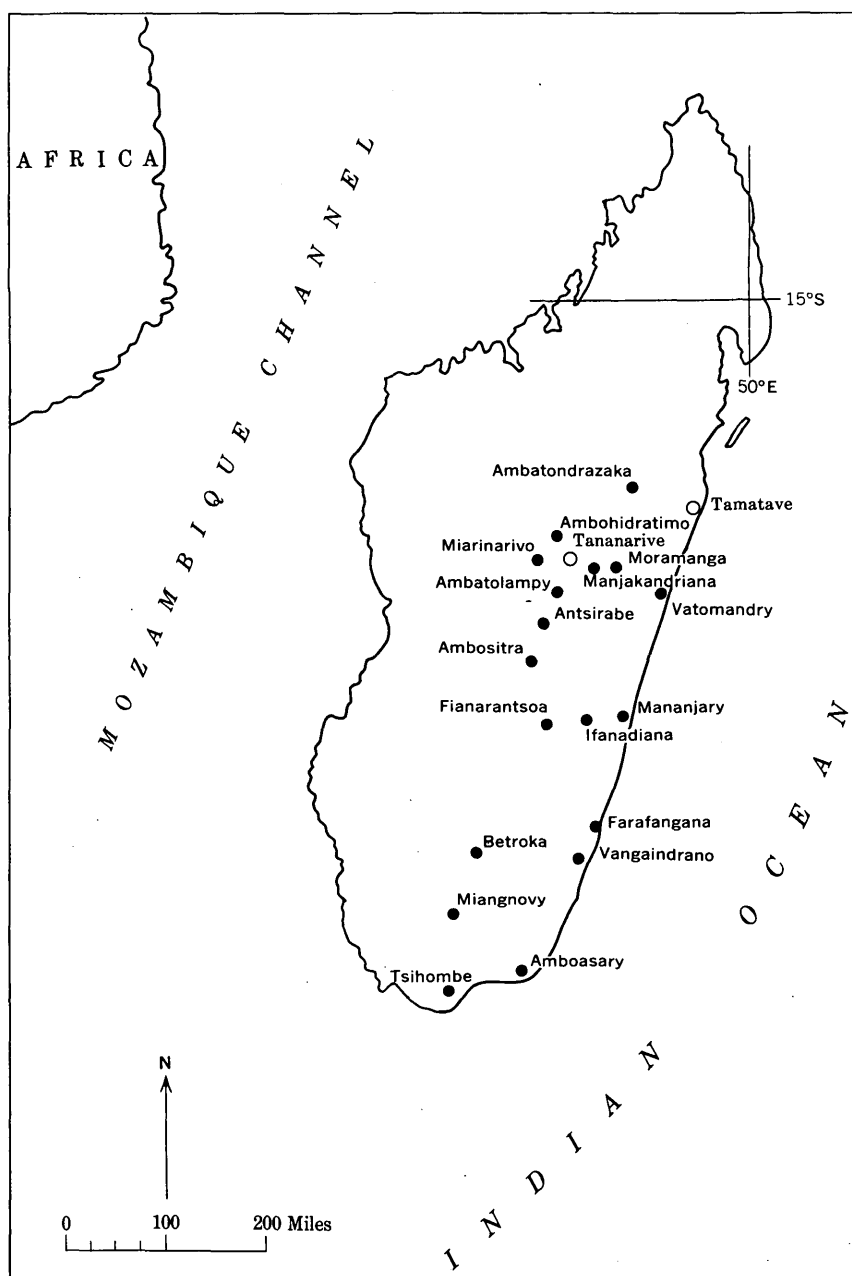 AFRICA
MOZAMBIQUE CHANNEL
15°S
50°E
Ambatondrazaka
Tamatave
Ambohidratimo
Tananarive
Miarinarivo
Moramanga
Manjakandriana
Ambatolampy
Vatomandry
Antsirabe
Ambositra
Fianarantsoa
Mananjary
Ifanadiana
Farafangana
Betroka
Vangaindrano
Miangnovy
Amboasary
Tsihombe
INDIAN OCEAN
N
0 100 200 Miles